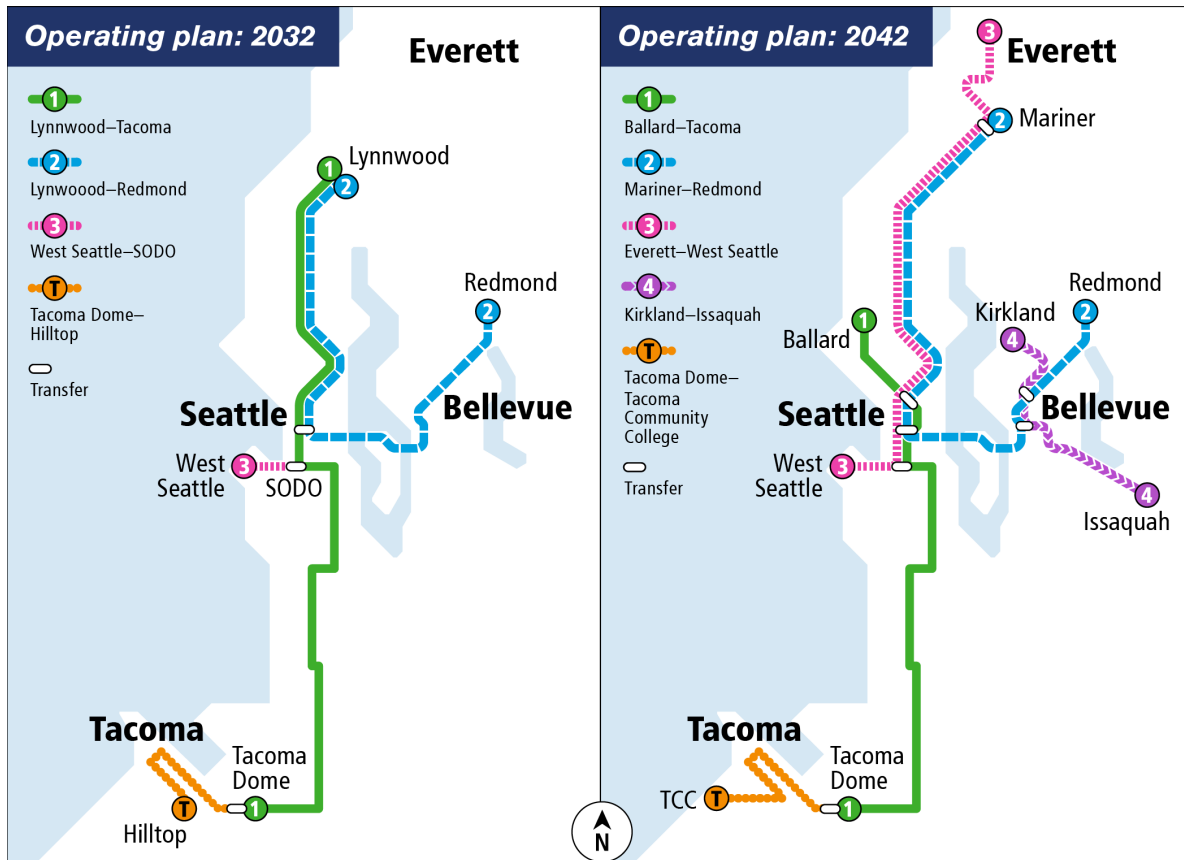 Operating plan: 2032
Everett
1
Lynnwood–Tacoma
2
Lynwoood–Redmond
3
West Seattle–SODO
T
Tacoma Dome–
Hilltop
Transfer
1
Lynnwood
2
Redmond
2
Seattle
Bellevue
West
Seattle
3
SODO
Tacoma
Tacoma
Dome
T
1
Hilltop
N
Operating plan: 2042
3
Everett
1
Ballard–Tacoma
2
Mariner–Redmond
3
Everett–West Seattle
4
Kirkland–Issaquah
T
Tacoma Dome–
Tacoma
Community
College
Transfer
2
Mariner
Redmond
2
Kirkland
4
1
Ballard
Seattle
Bellevue
West
Seattle
3
4
Issaquah
Tacoma
Tacoma
Dome
TCC
T
1